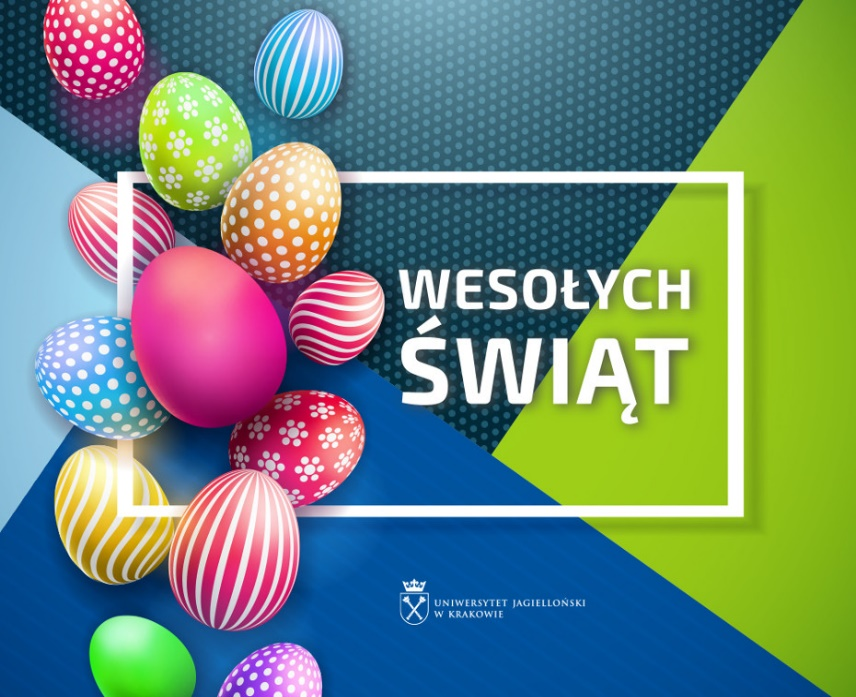 WESOŁYCH
ŚWIĄT
UNIWERSYTET JAGIELLOŃSKI
W KRAKOWIE